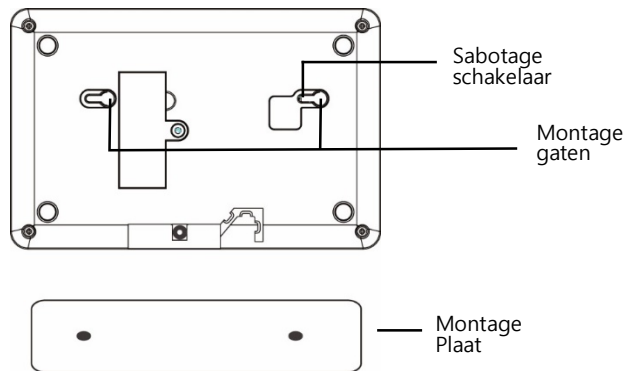 Sabotage
schakelaar
Montage
gaten
Montage
Plaat